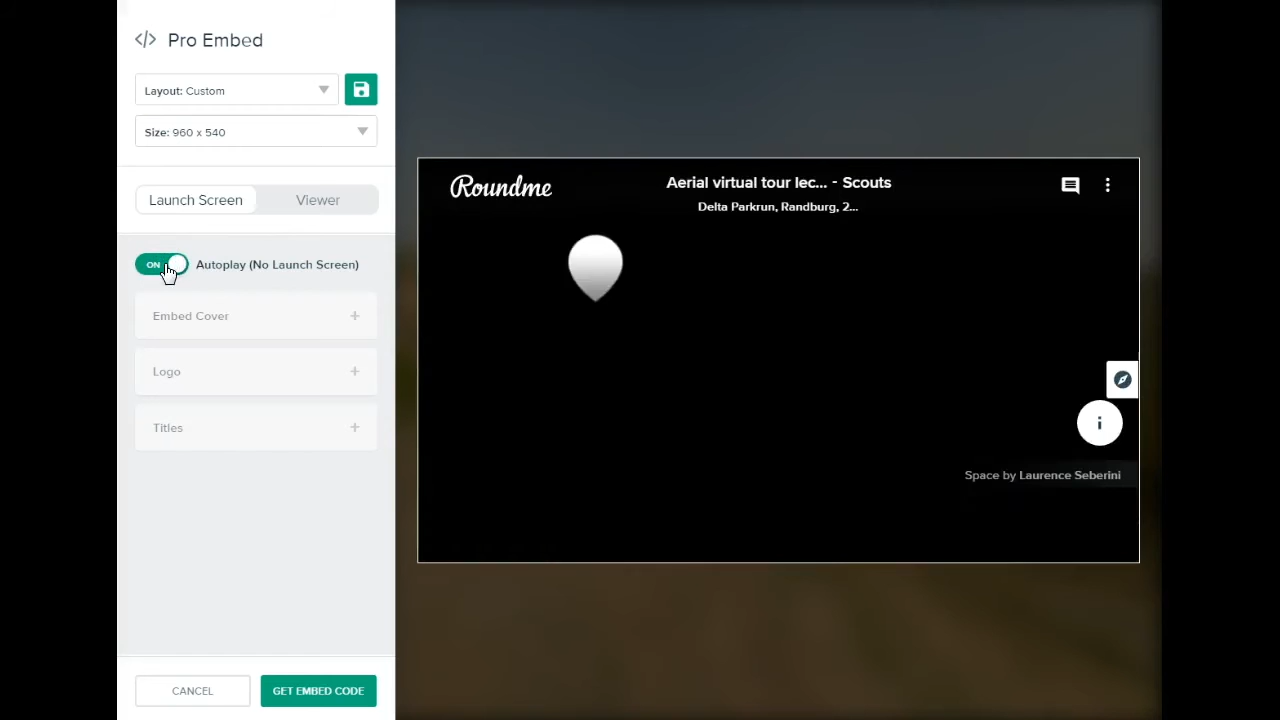 </> Pro Embed
Layout: Custom
Size: 960 x 540
Launch Screen
Viewer
ON
Autoplay (No Launch Screen)
Embed Cover +
Logo +
Titles +
CANCEL
GET EMBED CODE
Roundme
Aerial virtual tour lec... - Scouts
Delta Parkrun, Randburg, 2...
i
Space by Laurence Seberini